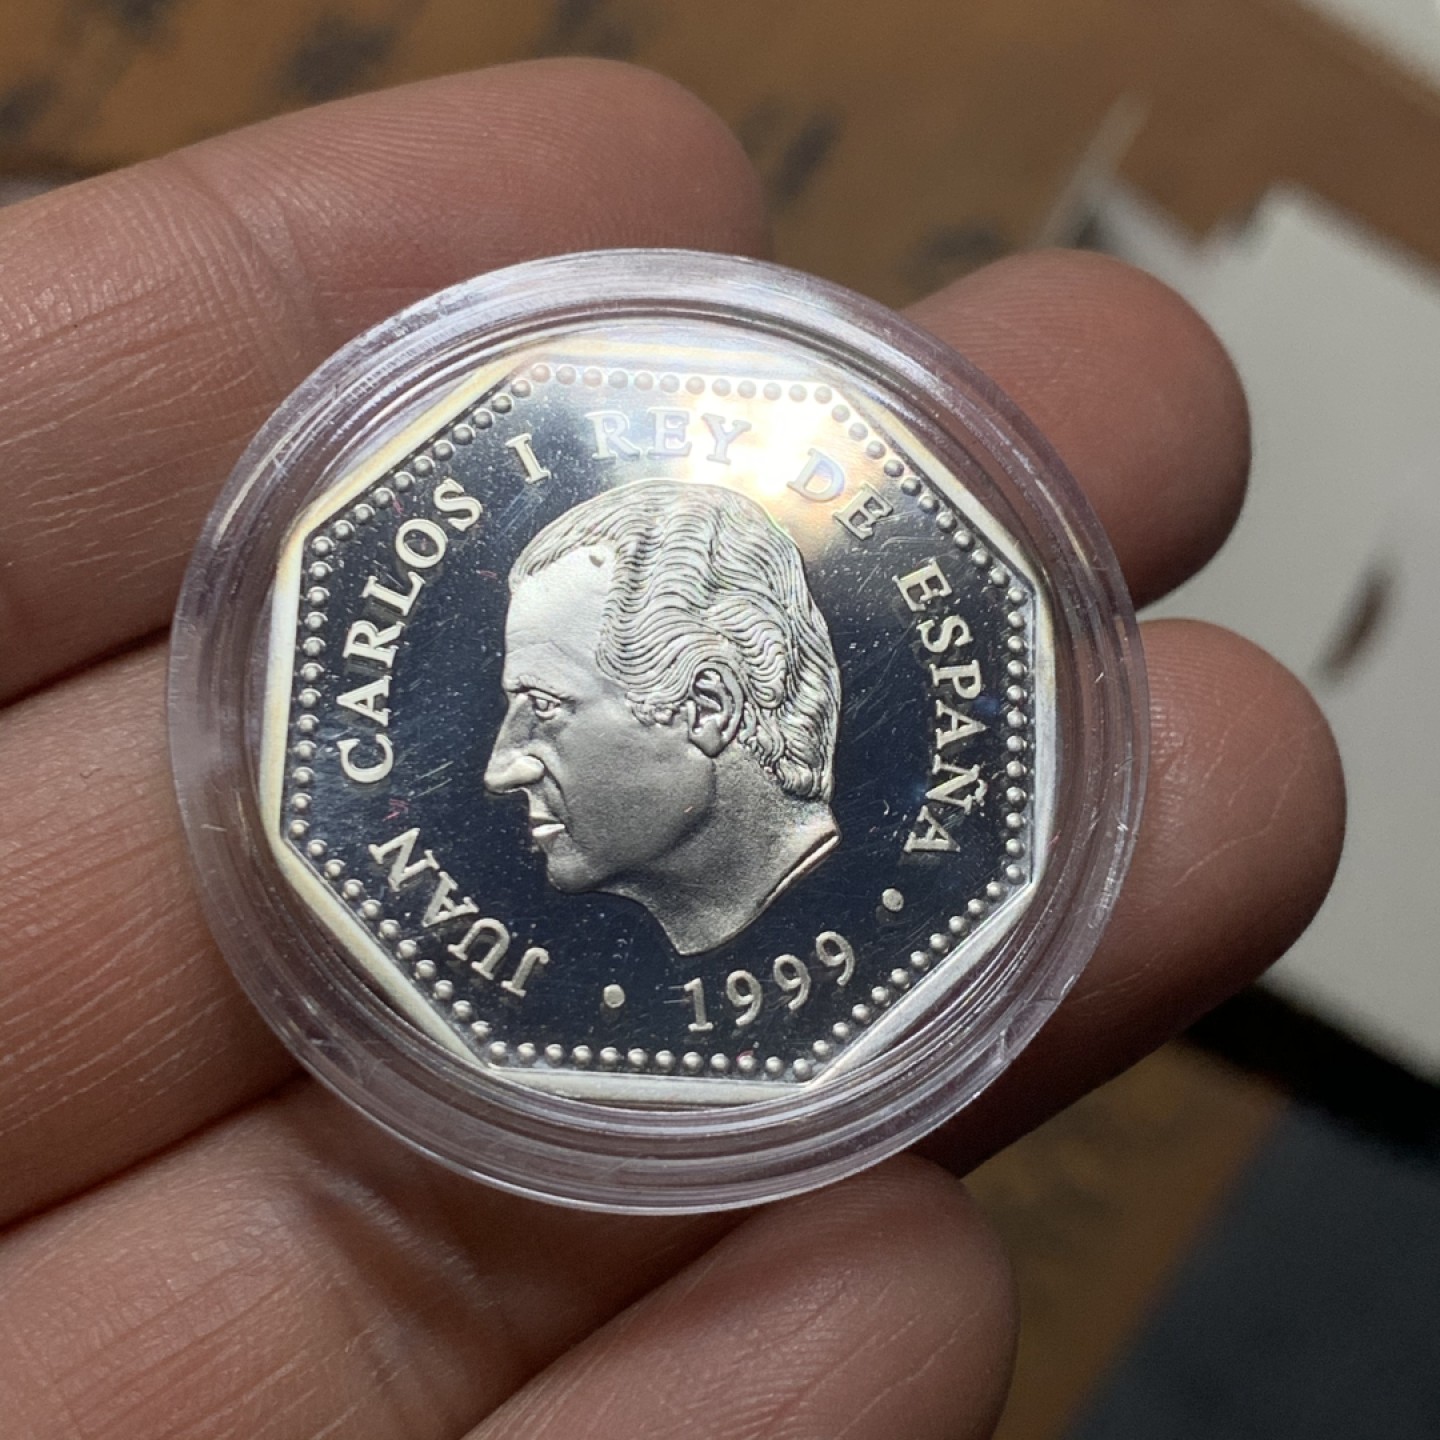 JUAN CARLOS I REY DE ESPAÑA • 1999 •